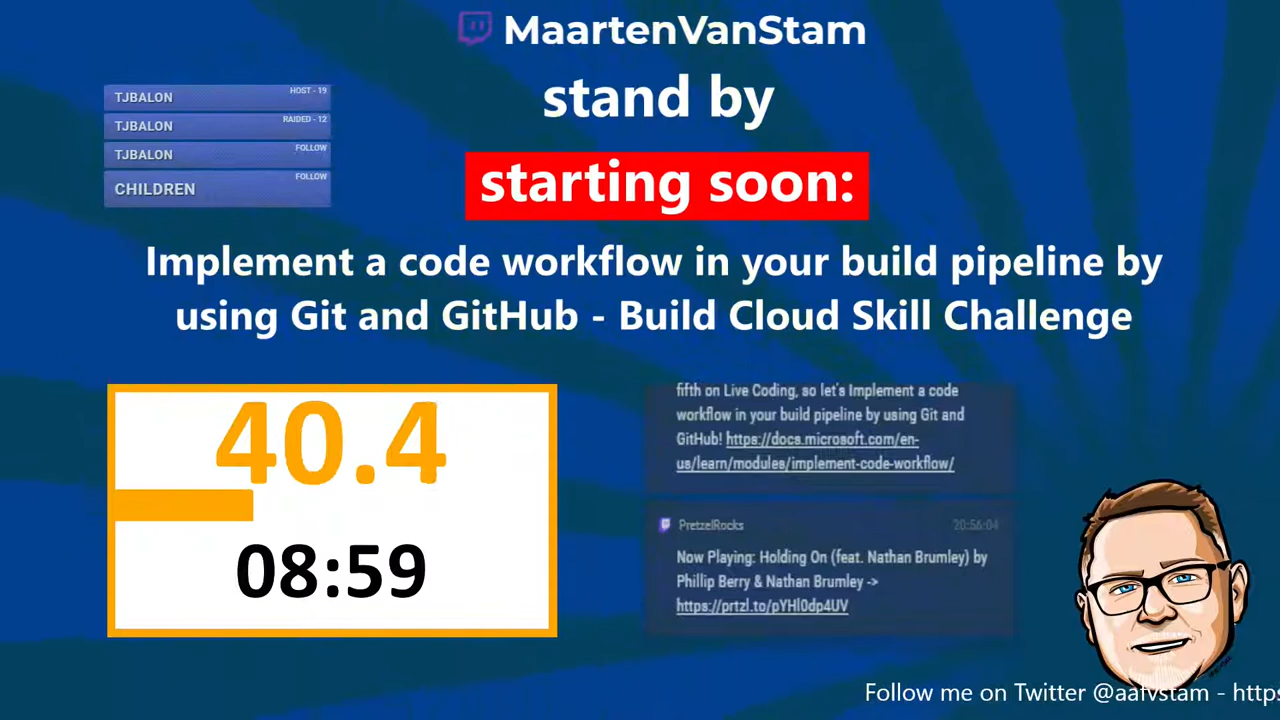 MaartenVanStam
stand by
starting soon:
TJBALON HOST - 19
TJBALON RAIDED - 12
TJBALON FOLLOW
CHILDREN FOLLOW
Implement a code workflow in your build pipeline by
using Git and GitHub - Build Cloud Skill Challenge
40.4
08:59
fifth on Live Coding, so let's Implement a code
workflow in your build pipeline by using Git and
GitHub! https://docs.microsoft.com/en-
us/learn/modules/implement-code-workflow/
PretzelRocks 20:56:04
Now Playing: Holding On (feat. Nathan Brumley) by
Phillip Berry & Nathan Brumley ->
https://prtzl.to/pYHl0dp4UV
Follow me on Twitter @aafvstam - https